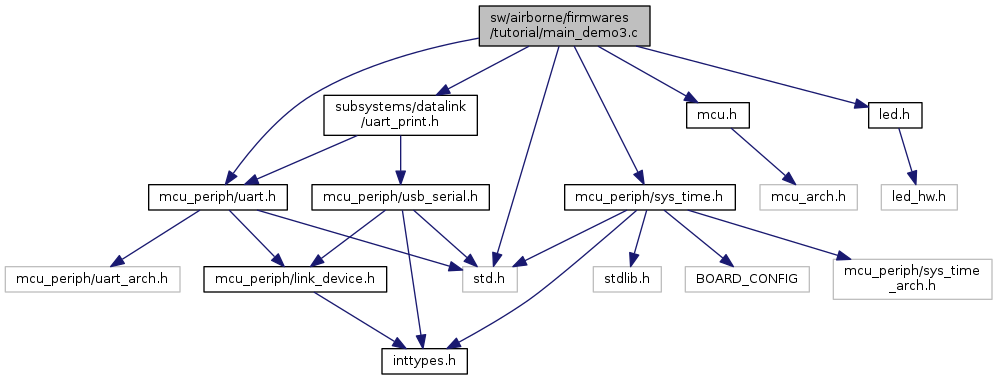 sw/airborne/firmwares
/tutorial/main_demo3.c
subsystems/datalink
/uart_print.h
mcu.h
led.h
mcu_periph/uart.h
mcu_periph/usb_serial.h
mcu_periph/sys_time.h
mcu_arch.h
led_hw.h
mcu_periph/uart_arch.h
mcu_periph/link_device.h
std.h
stdlib.h
BOARD_CONFIG
mcu_periph/sys_time
_arch.h
inttypes.h